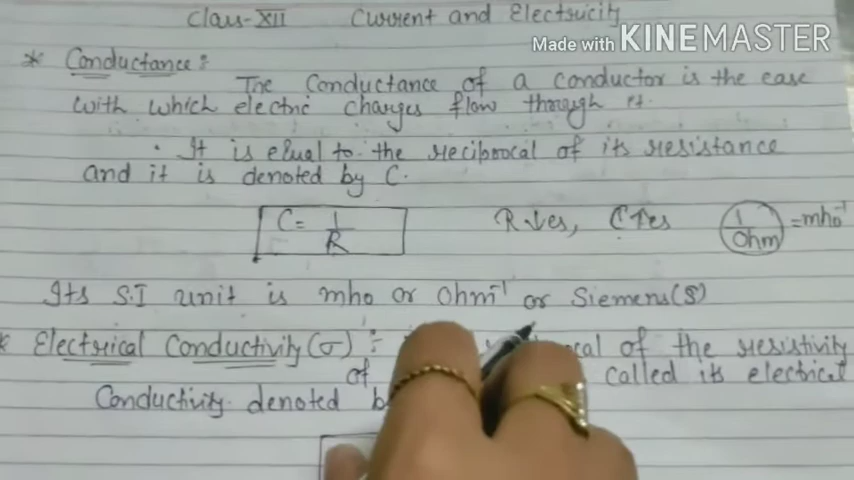 Class-XII Current and Electricity
Made with KINEMASTER
* Conductance :
The Conductance of a conductor is the ease
with which electric charges flow through it.
. It is equal to the reciprocal of its resistance
and it is denoted by C.
C = 1/R R↓es, C↑es 1/Ohm = mho⁻¹
Its S.I unit is mho or Ohm⁻¹ or Siemens(S)
* Electrical Conductivity (σ) : of the resistivity
of called its electrical
Conductivity denoted